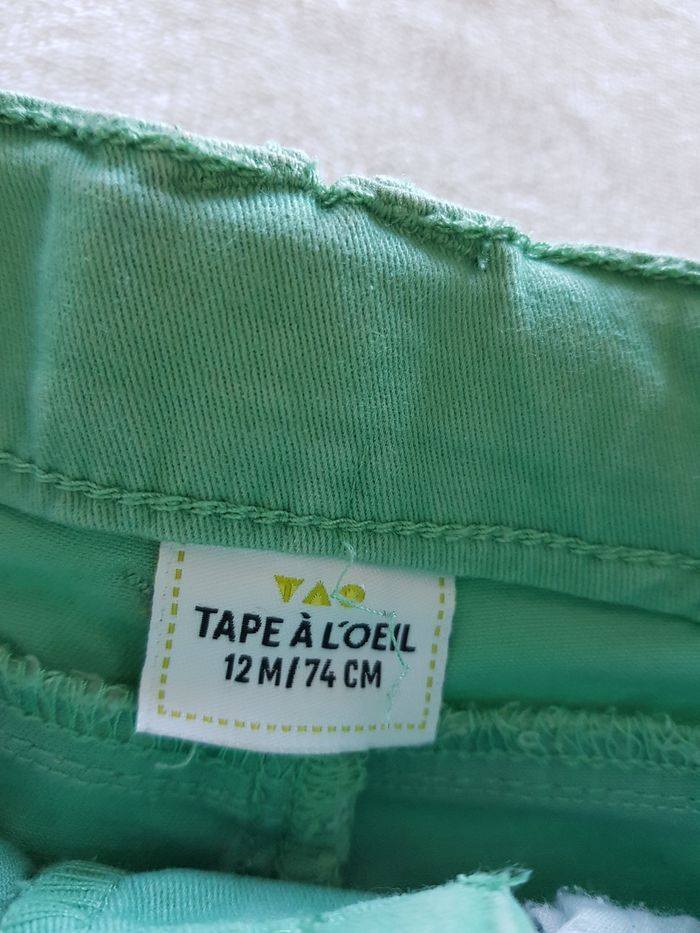 TAO
TAPE À L'OEIL
12 M/74 CM